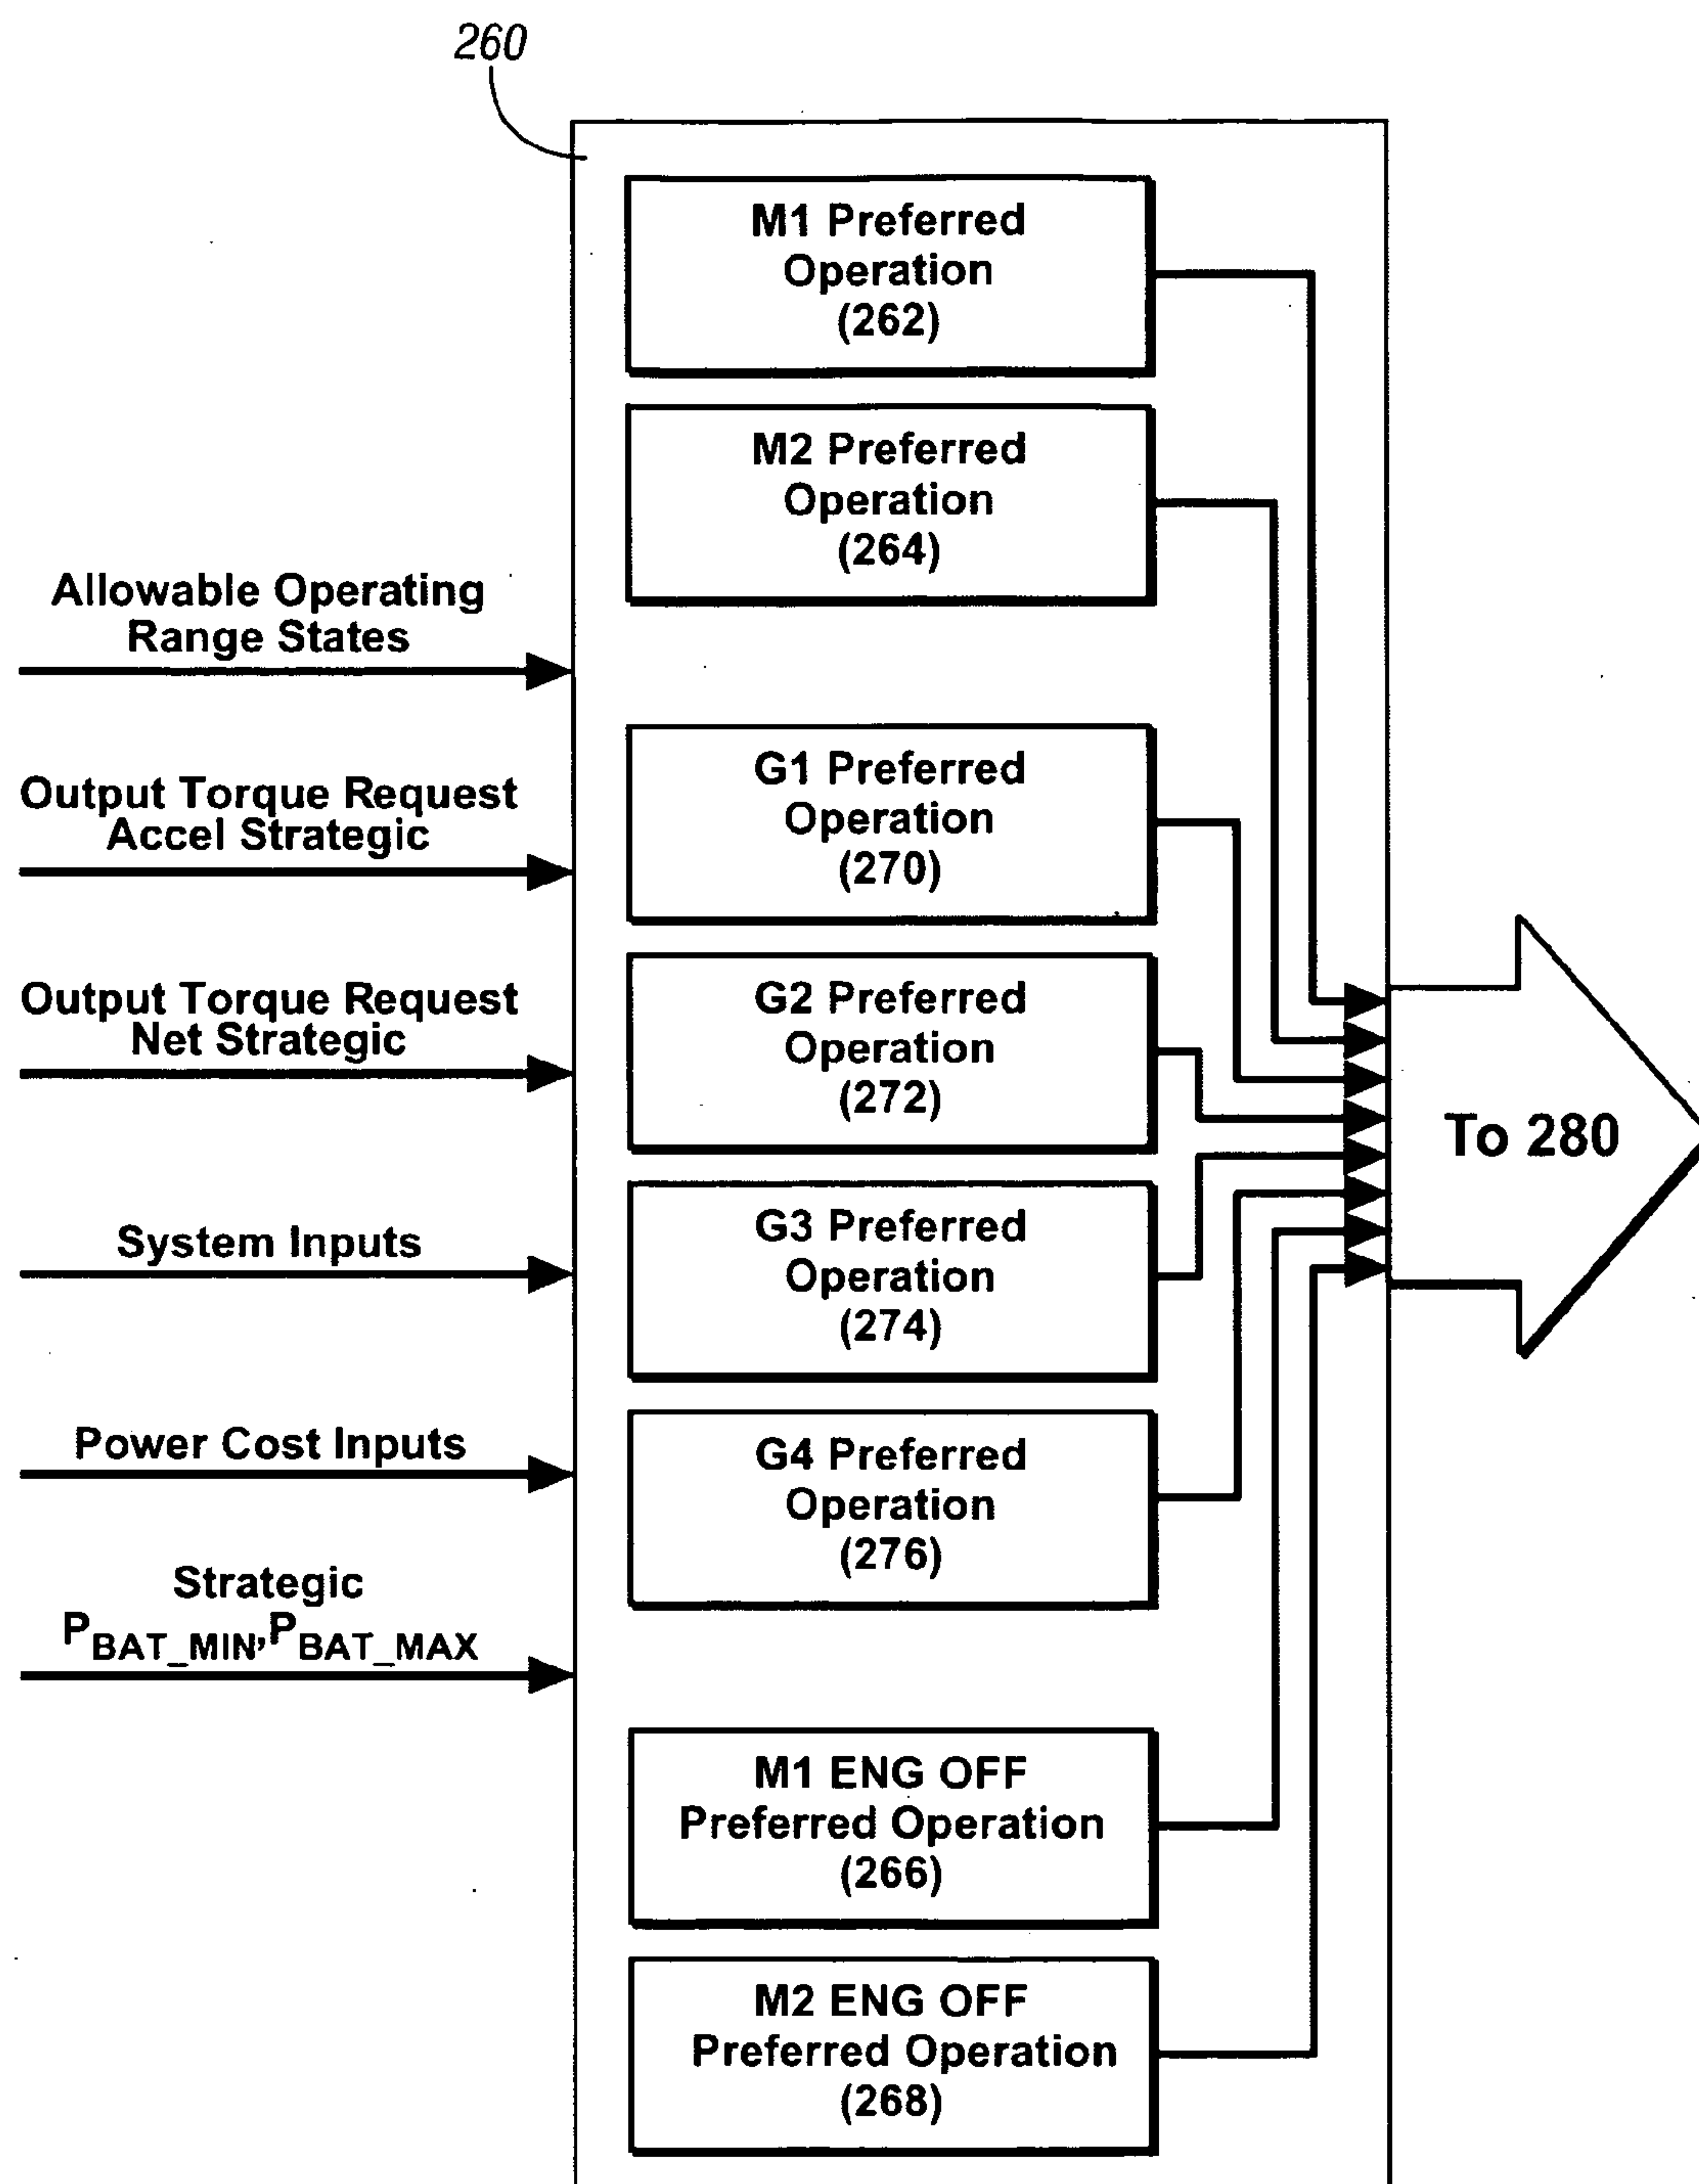 260
M1 Preferred
Operation
(262)
M2 Preferred
Operation
(264)
Allowable Operating
Range States
G1 Preferred
Operation
(270)
Output Torque Request
Accel Strategic
G2 Preferred
Operation
(272)
Output Torque Request
Net Strategic
To 280
G3 Preferred
Operation
(274)
System Inputs
G4 Preferred
Operation
(276)
Power Cost Inputs
Strategic
PBAT_MIN,PBAT_MAX
M1 ENG OFF
Preferred Operation
(266)
M2 ENG OFF
Preferred Operation
(268)